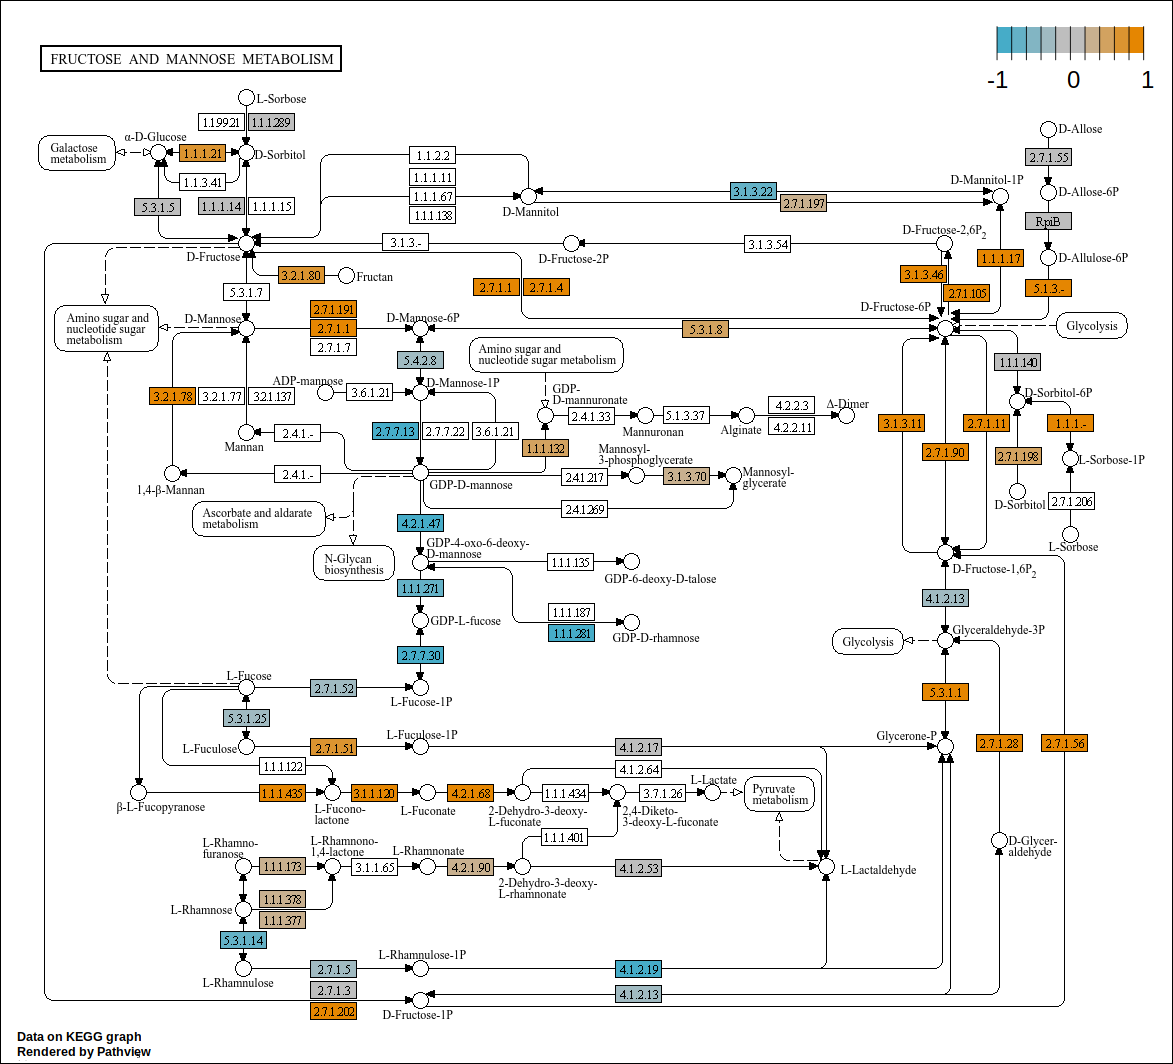 FRUCTOSE AND MANNOSE METABOLISM
-1
0
1
L-Sorbose
1.1.99.21
1.1.1.289
Galactose
metabolism
α-D-Glucose
1.1.1.21
D-Sorbitol
1.1.3.41
5.3.1.5
1.1.1.14
1.1.1.15
1.1.2.2
1.1.1.11
1.1.1.67
1.1.1.138
D-Mannitol
3.1.3.22
2.7.1.197
D-Mannitol-1P
D-Allose
2.7.1.55
D-Allose-6P
RpiB
D-Allulose-6P
5.1.3.-
D-Fructose
3.1.3.-
D-Fructose-2P
3.1.3.54
D-Fructose-2,6P2
1.1.1.17
3.1.3.46
2.7.1.105
3.2.1.80
Fructan
5.3.1.7
2.7.1.1
2.7.1.4
D-Fructose-6P
Amino sugar and
nucleotide sugar
metabolism
D-Mannose
2.7.1.191
2.7.1.1
2.7.1.7
D-Mannose-6P
5.3.1.8
Glycolysis
5.4.2.8
Amino sugar and
nucleotide sugar metabolism
1.1.1.140
ADP-mannose
3.6.1.21
D-Mannose-1P
GDP-
D-mannuronate
D-Sorbitol-6P
3.2.1.78
3.2.1.77
3.2.1.137
2.4.1.33
Mannuronan
5.1.3.37
Alginate
4.2.2.3
4.2.2.11
Δ-Dimer
3.1.3.11
2.7.1.11
1.1.1.-
Mannan
2.4.1.-
2.7.7.13
2.7.7.22
3.6.1.21
1.1.1.132
2.7.1.90
2.7.1.198
L-Sorbose-1P
1,4-β-Mannan
2.4.1.-
GDP-D-mannose
2.4.1.217
Mannosyl-
3-phosphoglycerate
3.1.3.70
Mannosyl-
glycerate
2.4.1.269
D-Sorbitol
2.7.1.206
L-Sorbose
Ascorbate and aldarate
metabolism
4.2.1.47
N-Glycan
biosynthesis
GDP-4-oxo-6-deoxy-
D-mannose
1.1.1.135
GDP-6-deoxy-D-talose
D-Fructose-1,6P2
1.1.1.271
4.1.2.13
GDP-L-fucose
1.1.1.187
1.1.1.281
GDP-D-rhamnose
Glycolysis
Glyceraldehyde-3P
2.7.7.30
L-Fucose
2.7.1.52
L-Fucose-1P
5.3.1.1
5.3.1.25
L-Fuculose
2.7.1.51
L-Fuculose-1P
4.1.2.17
Glycerone-P
2.7.1.28
2.7.1.56
1.1.1.122
4.1.2.64
β-L-Fucopyranose
1.1.1.435
L-Fucono-
lactone
3.1.1.120
L-Fuconate
4.2.1.68
2-Dehydro-3-deoxy-
L-fuconate
1.1.1.434
2,4-Diketo-
3-deoxy-L-fuconate
3.7.1.26
L-Lactate
Pyruvate
metabolism
1.1.1.401
L-Rhamno-
furanose
1.1.1.173
L-Rhamnono-
1,4-lactone
3.1.1.65
L-Rhamnonate
4.2.1.90
2-Dehydro-3-deoxy-
L-rhamnonate
4.1.2.53
L-Lactaldehyde
D-Glycer-
aldehyde
L-Rhamnose
1.1.1.378
1.1.1.377
5.3.1.14
L-Rhamnulose
2.7.1.5
L-Rhamnulose-1P
4.1.2.19
2.7.1.3
2.7.1.202
D-Fructose-1P
4.1.2.13
Data on KEGG graph
Rendered by Pathview